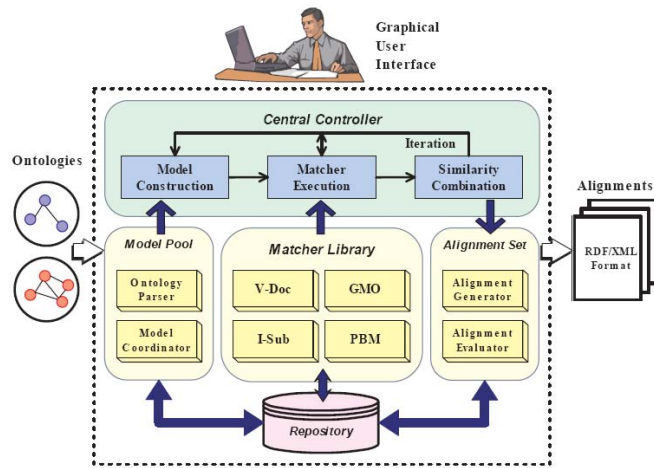 Graphical
User
Interface
Central Controller
Iteration
Ontologies
Model
Construction
Matcher
Execution
Similarity
Combination
Alignments
Model Pool
Matcher Library
Alignment Set
RDF/XML
Format
Ontology
Parser
V-Doc
GMO
Alignment
Generator
Model
Coordinator
I-Sub
PBM
Alignment
Evaluator
Repository